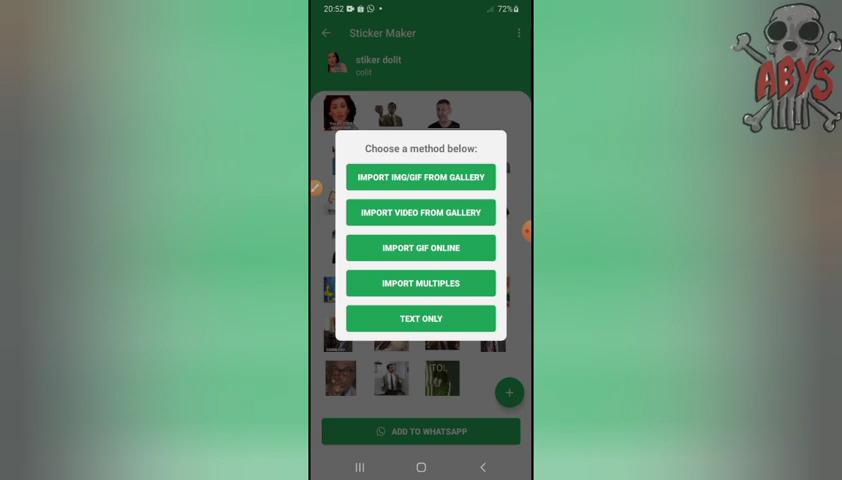 20:52
72%
Sticker Maker
stiker dolit
colit
Choose a method below:
IMPORT IMG/GIF FROM GALLERY
IMPORT VIDEO FROM GALLERY
IMPORT GIF ONLINE
IMPORT MULTIPLES
TEXT ONLY
TOL
ADD TO WHATSAPP
ABYS